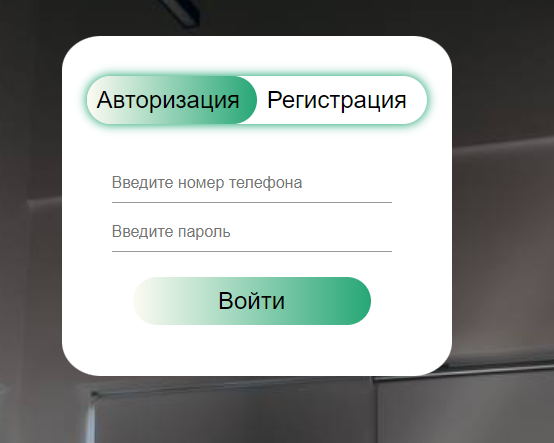 Авторизация Регистрация
Введите номер телефона
Введите пароль
Войти